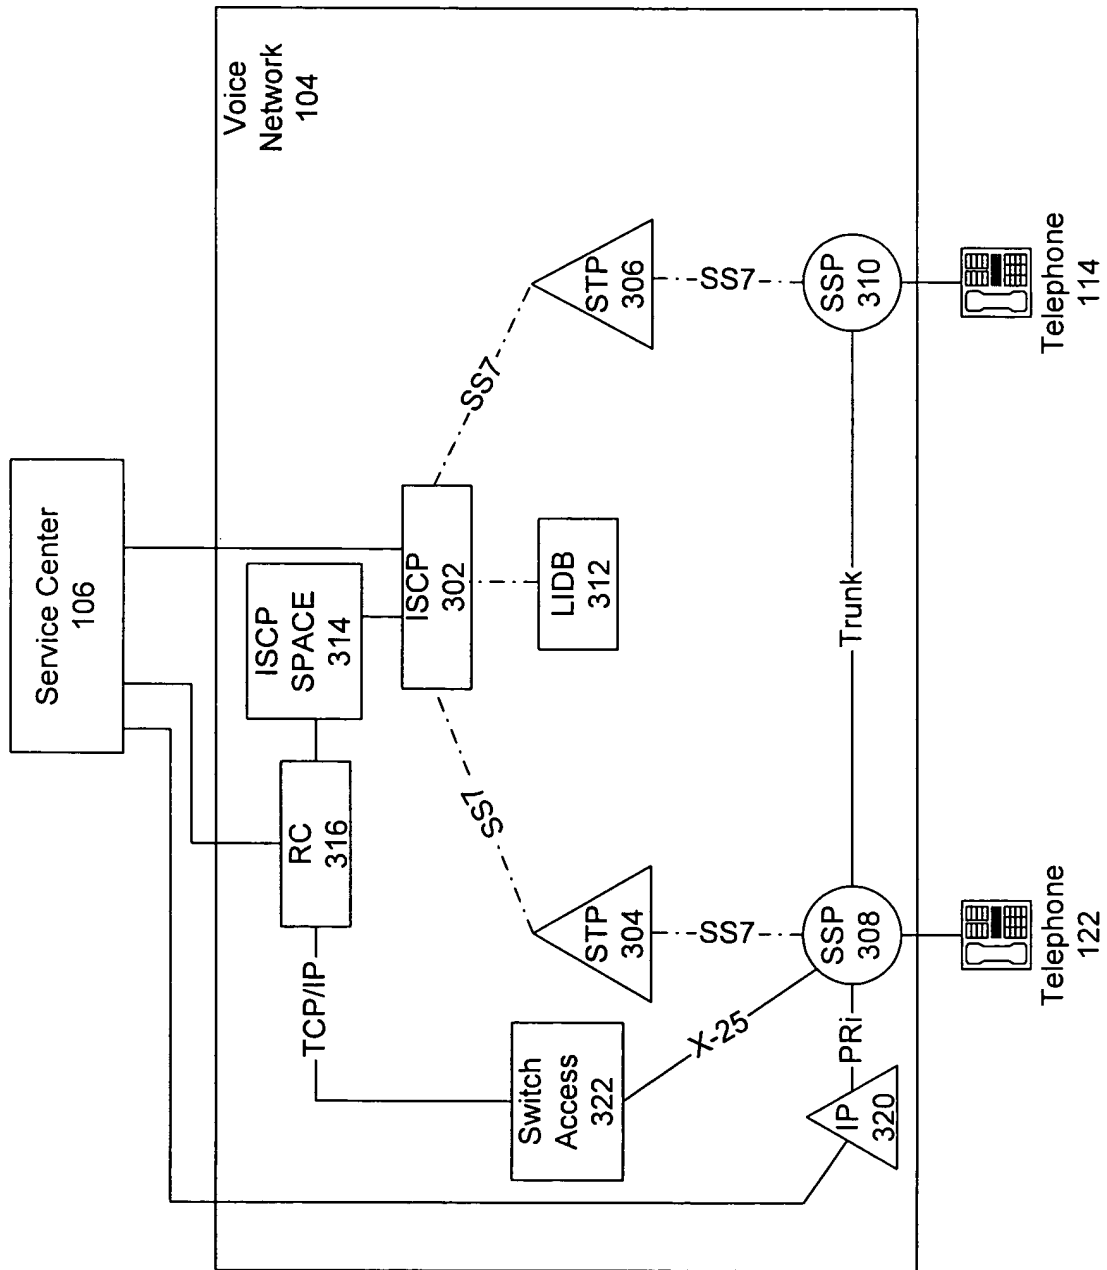 Service Center
106
Voice
Network
104
RC
316
ISCP
SPACE
314
ISCP
302
LIDB
312
TCP/IP
Switch
Access
322
SS7
SS7
STP
304
STP
306
SS7
SS7
X-25
IP
320
PRi
SSP
308
Trunk
SSP
310
Telephone
122
Telephone
114